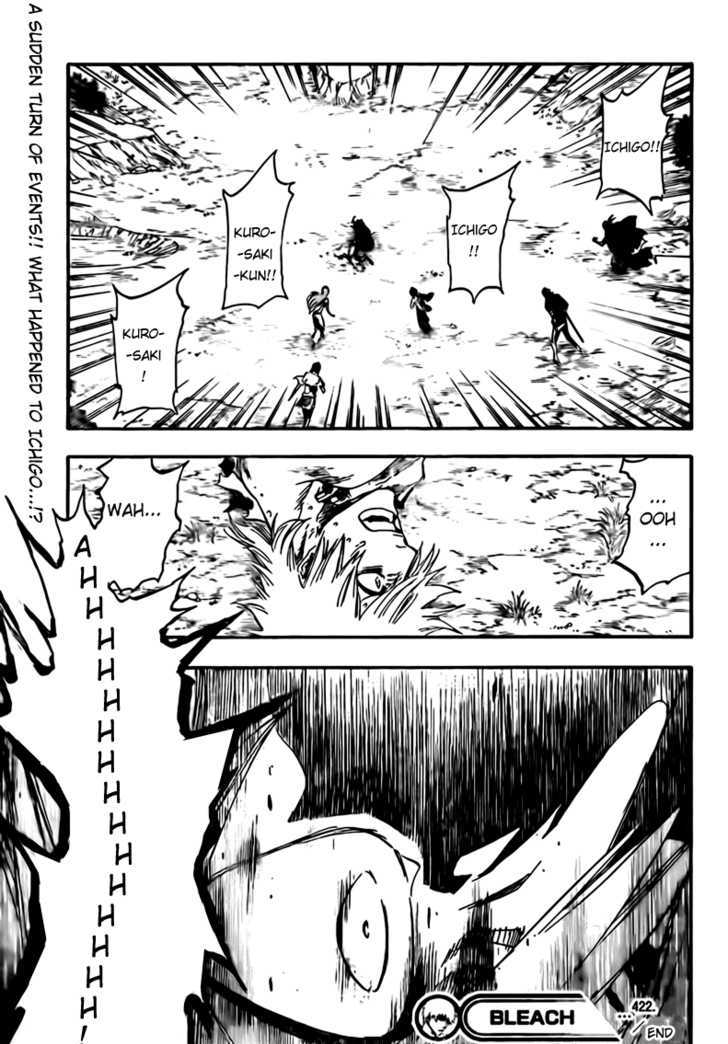 ICHIGO!!
ICHIGO
!!
KURO-
-SAKI
-KUN!!
KURO-
-SAKI
!
...
OOH
...
WAH...
AHHHHHHHHHHHHHH!
A SUDDEN TURN OF EVENTS!! WHAT HAPPENED TO ICHIGO...!?
BLEACH
422.
...
END